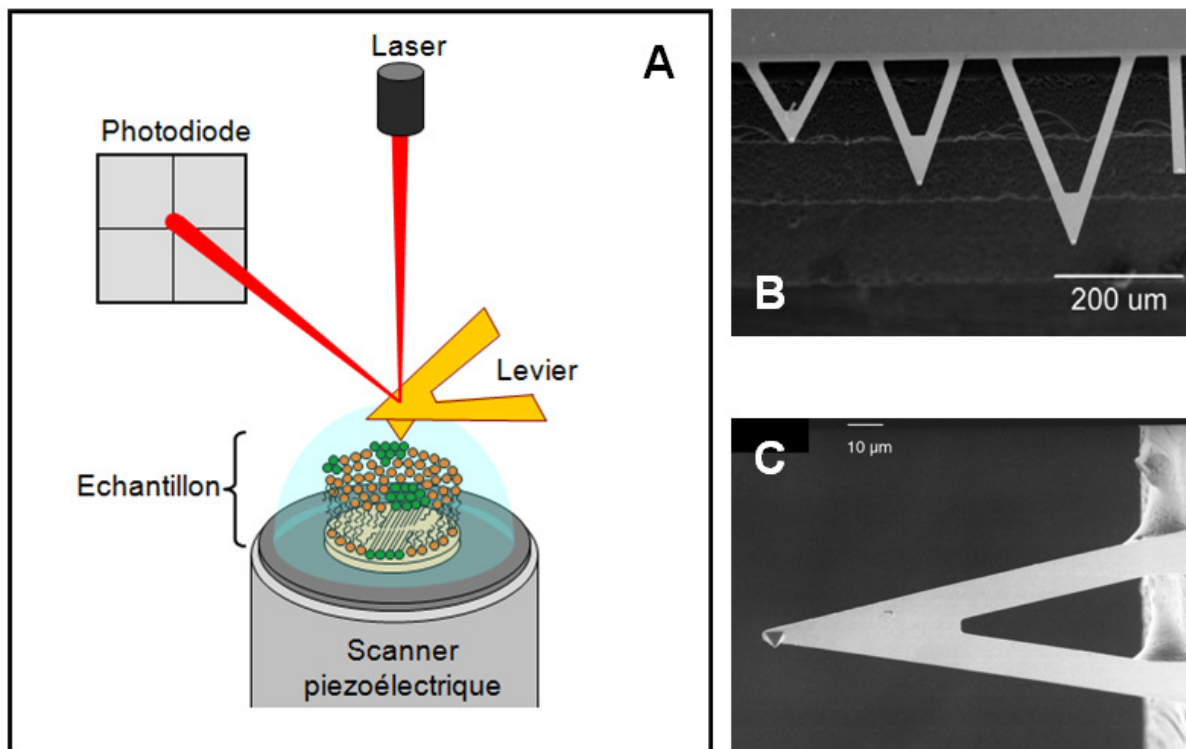 Laser
A
Photodiode
Levier
Echantillon
Scanner
piezoélectrique
B
200 um
C
10 µm